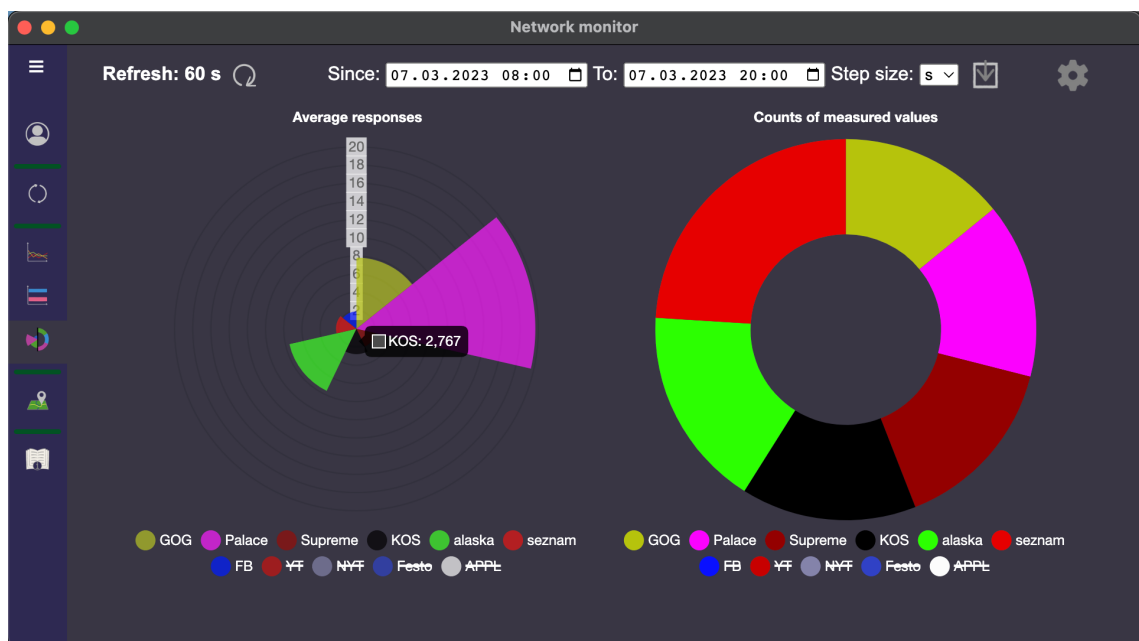 Network monitor
Refresh: 60 s
Since: 07.03.2023 08:00 To: 07.03.2023 20:00 Step size: s
Average responses
20
18
16
14
12
10
8
6
4
2
KOS: 2,767
GOG Palace Supreme KOS alaska seznam
FB YT NYT Festo APPL
Counts of measured values
GOG Palace Supreme KOS alaska seznam
FB YT NYT Festo APPL